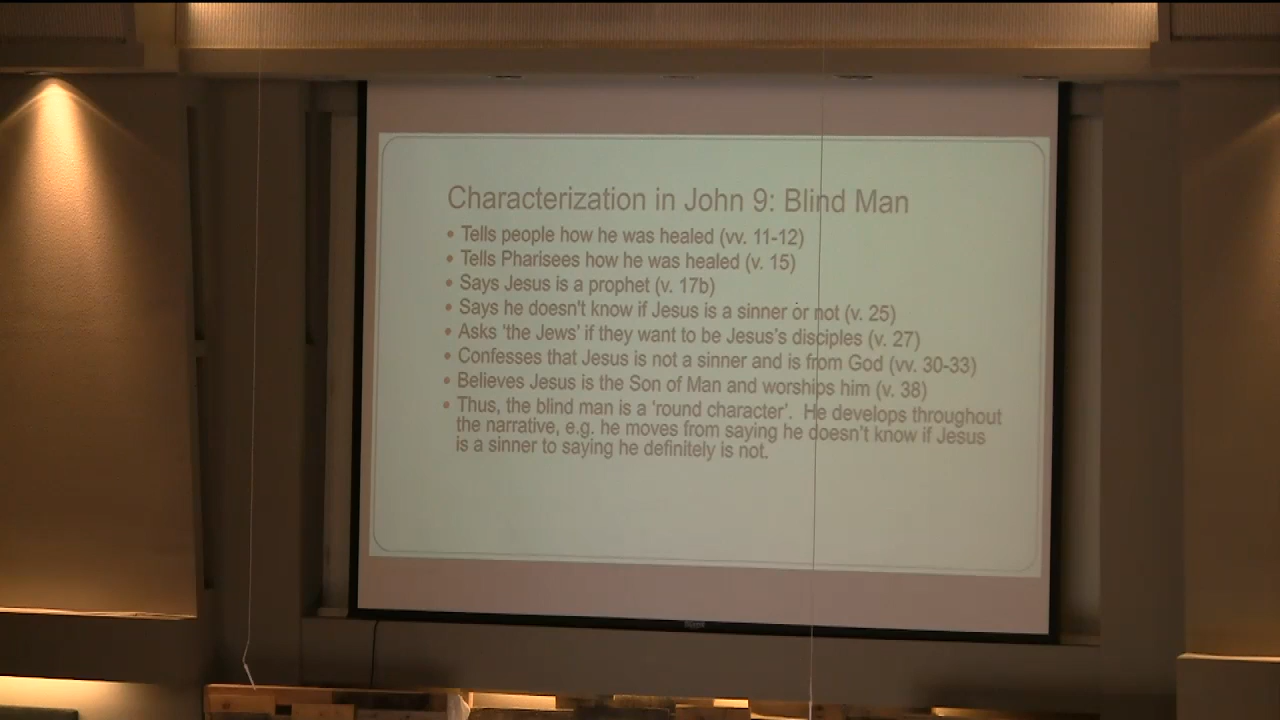 Characterization in John 9: Blind Man
• Tells people how he was healed (vv. 11-12)
• Tells Pharisees how he was healed (v. 15)
• Says Jesus is a prophet (v. 17b)
• Says he doesn't know if Jesus is a sinner or not (v. 25)
• Asks 'the Jews' if they want to be Jesus's disciples (v. 27)
• Confesses that Jesus is not a sinner and is from God (vv. 30-33)
• Believes Jesus is the Son of Man and worships him (v. 38)
• Thus, the blind man is a 'round character'. He develops throughout
the narrative, e.g. he moves from saying he doesn't know if Jesus
is a sinner to saying he definitely is not.